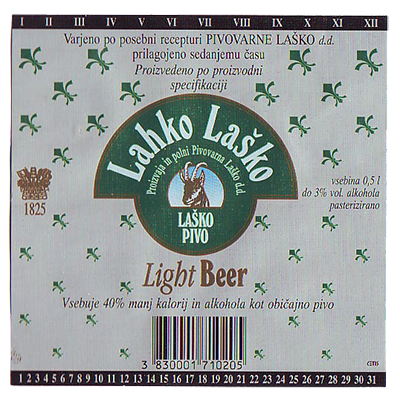 I II III IV V VI VII VIII IX X XI XII
Varjeno po posebni recepturi PIVOVARNE LAŠKO d.d.
prilagojeno sedanjemu času
Proizvedeno po proizvodni
specifikaciji
Lahko Laško
Proizvaja in polni Pivovarna Laško d.d.
LAŠKO
PIVO
1825
vsebina 0,5 l
do 3% vol. alkohola
pasterizirano
Light Beer
Vsebuje 40% manj kalorij in alkohola kot običajno pivo
3 830001 710205
1 2 3 4 5 6 7 8 9 10 11 12 13 14 15 16 17 18 19 20 21 22 23 24 25 26 27 28 29 30 31